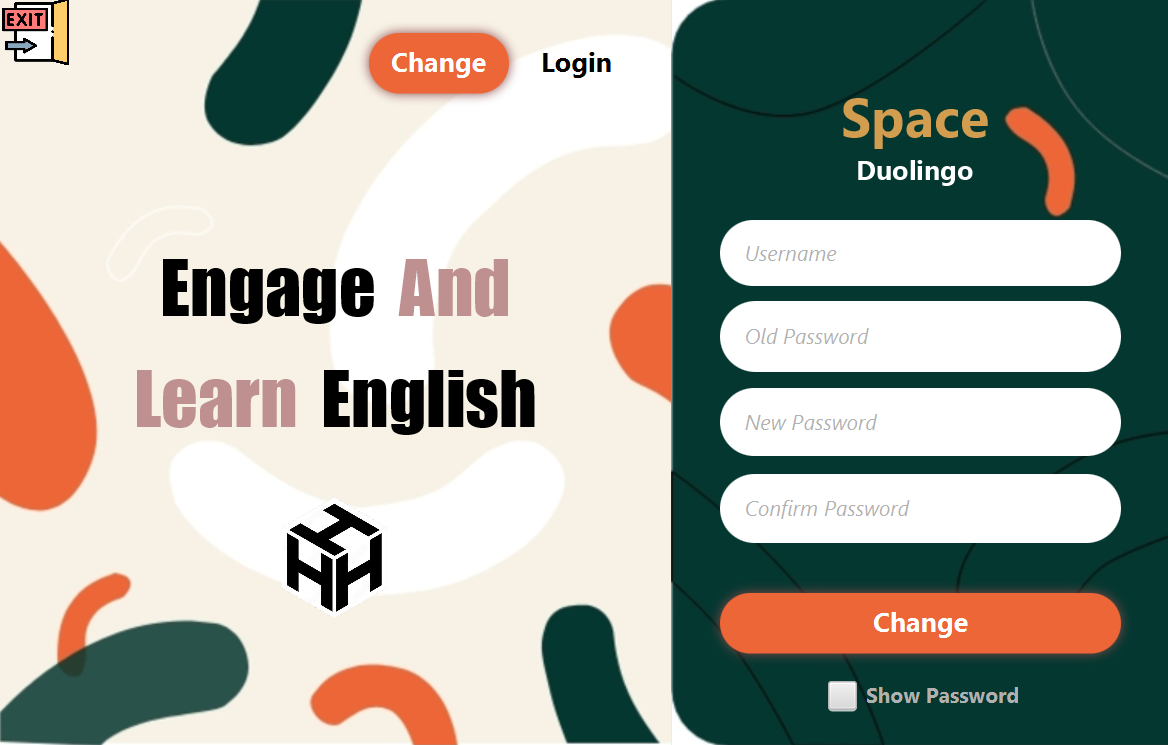 EXIT
Change Login
Engage And
Learn English
HHH
Space
Duolingo
Username
Old Password
New Password
Confirm Password
Change
Show Password